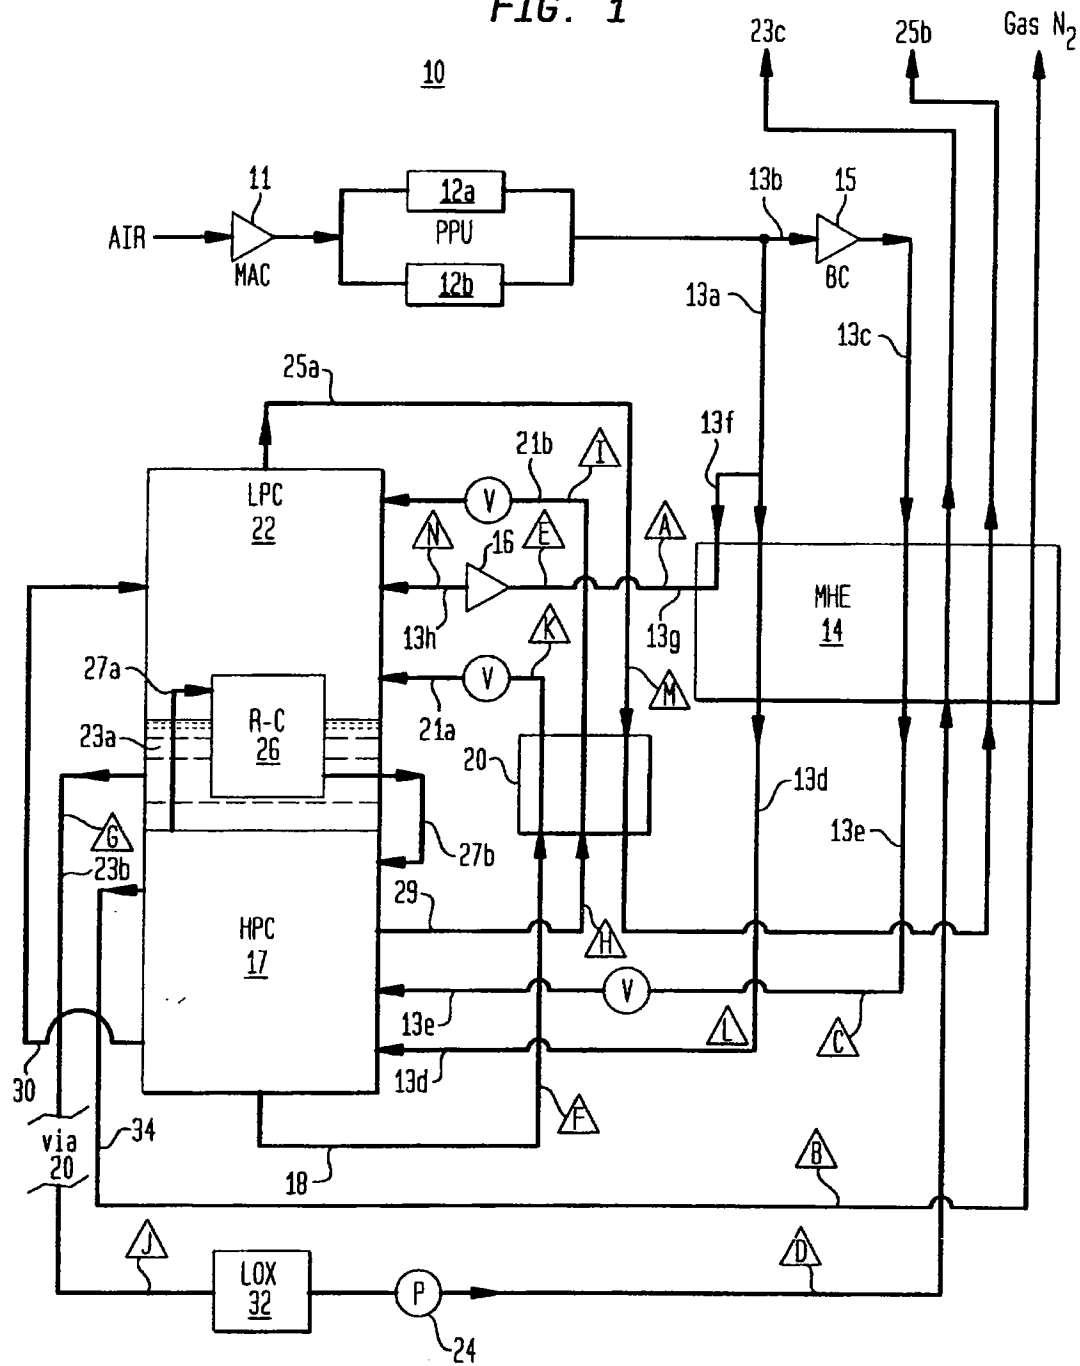 FIG. 1
23c
25b
Gas N2
10
11
12a
13b
15
AIR
PPU
MAC
12b
BC
13a
13c
25a
13f
21b
I
LPC
22
V
N
E
16
A
MHE
14
13h
13g
K
27a
V
M
R-C
26
21a
23a
20
13d
G
13e
27b
23b
29
HPC
17
H
V
13e
L
C
13d
30
F
via
20
34
18
B
J
D
LOX
32
P
24